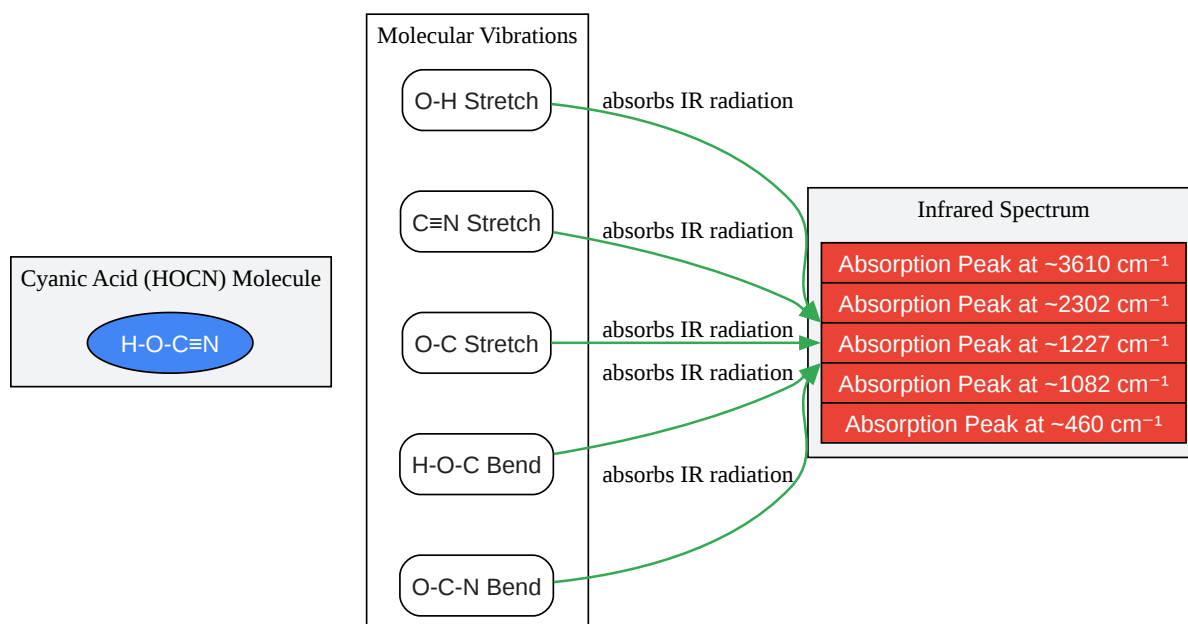 Cyanic Acid (HOCN) Molecule
H-O-C≡N
Molecular Vibrations
O-H Stretch
C≡N Stretch
O-C Stretch
H-O-C Bend
O-C-N Bend
absorbs IR radiation
absorbs IR radiation
absorbs IR radiation
absorbs IR radiation
absorbs IR radiation
Infrared Spectrum
Absorption Peak at ~3610 cm⁻¹
Absorption Peak at ~2302 cm⁻¹
Absorption Peak at ~1227 cm⁻¹
Absorption Peak at ~1082 cm⁻¹
Absorption Peak at ~460 cm⁻¹